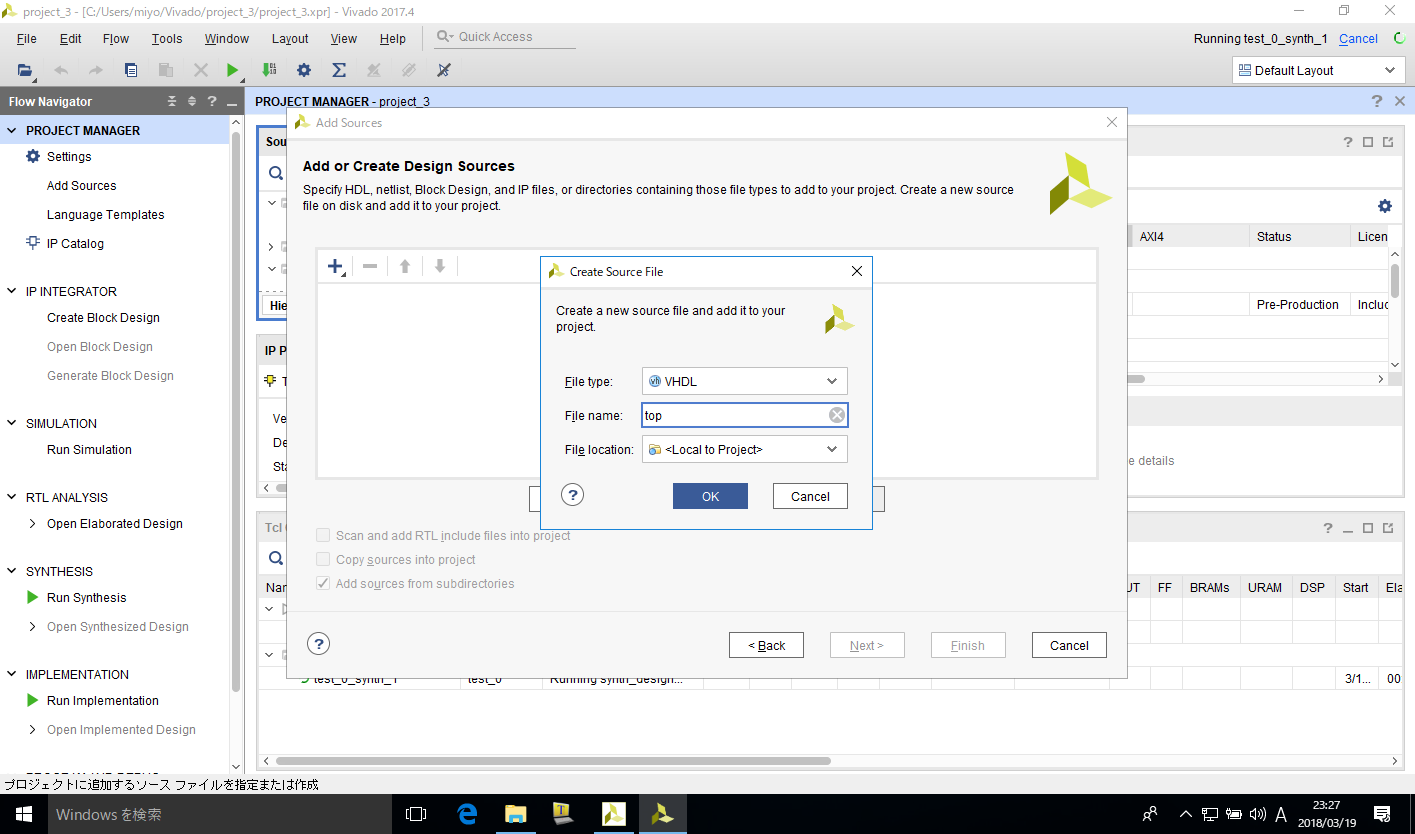 project_3 - [C:/Users/miyo/Vivado/project_3/project_3.xpr] - Vivado 2017.4
File Edit Flow Tools Window Layout View Help Quick Access
Running test_0_synth_1 Cancel
Default Layout
Flow Navigator
PROJECT MANAGER - project_3
PROJECT MANAGER
Settings
Add Sources
Language Templates
IP Catalog
IP INTEGRATOR
Create Block Design
Open Block Design
Generate Block Design
SIMULATION
Run Simulation
RTL ANALYSIS
Open Elaborated Design
SYNTHESIS
Run Synthesis
Open Synthesized Design
IMPLEMENTATION
Run Implementation
Open Implemented Design
Sou
Hie
IP P
Ve
De
Sta
Tcl
Nar
Add Sources
Add or Create Design Sources
Specify HDL, netlist, Block Design, and IP files, or directories containing those file types to add to your project. Create a new source
file on disk and add it to your project.
Create Source File
Create a new source file and add it to your
project.
File type: VHDL
File name: top
File location: <Local to Project>
? OK Cancel
Scan and add RTL include files into project
Copy sources into project
Add sources from subdirectories
? < Back Next > Finish Cancel
AXI4 Status Licen
Pre-Production Includ
e details
UT FF BRAMs URAM DSP Start Ela
test_0_synth_1 test_0 Running synth_design... 3/1... 00
プロジェクトに追加するソース ファイルを指定または作成
Windows を検索
A
23:27
2018/03/19